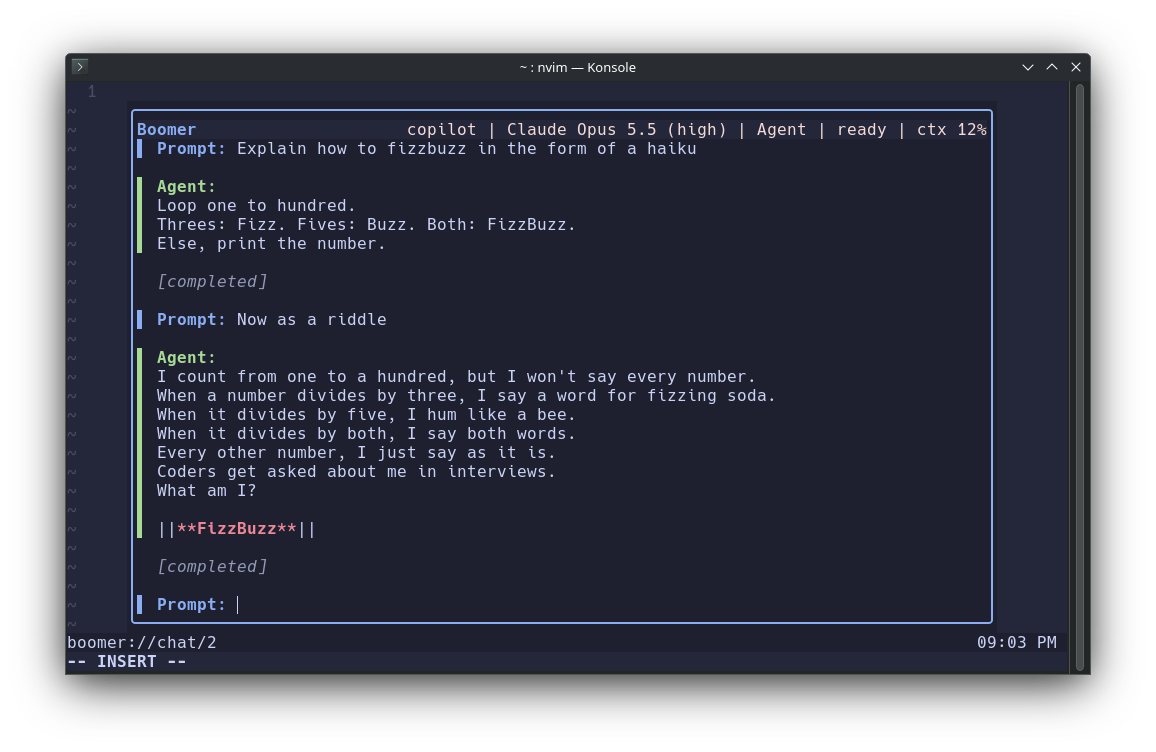 ~ : nvim — Konsole
1
Boomer copilot | Claude Opus 5.5 (high) | Agent | ready | ctx 12%
Prompt: Explain how to fizzbuzz in the form of a haiku
Agent:
Loop one to hundred.
Threes: Fizz. Fives: Buzz. Both: FizzBuzz.
Else, print the number.
[completed]
Prompt: Now as a riddle
Agent:
I count from one to a hundred, but I won't say every number.
When a number divides by three, I say a word for fizzing soda.
When it divides by five, I hum like a bee.
When it divides by both, I say both words.
Every other number, I just say as it is.
Coders get asked about me in interviews.
What am I?
||**FizzBuzz**||
[completed]
Prompt:
boomer://chat/2 09:03 PM
-- INSERT --